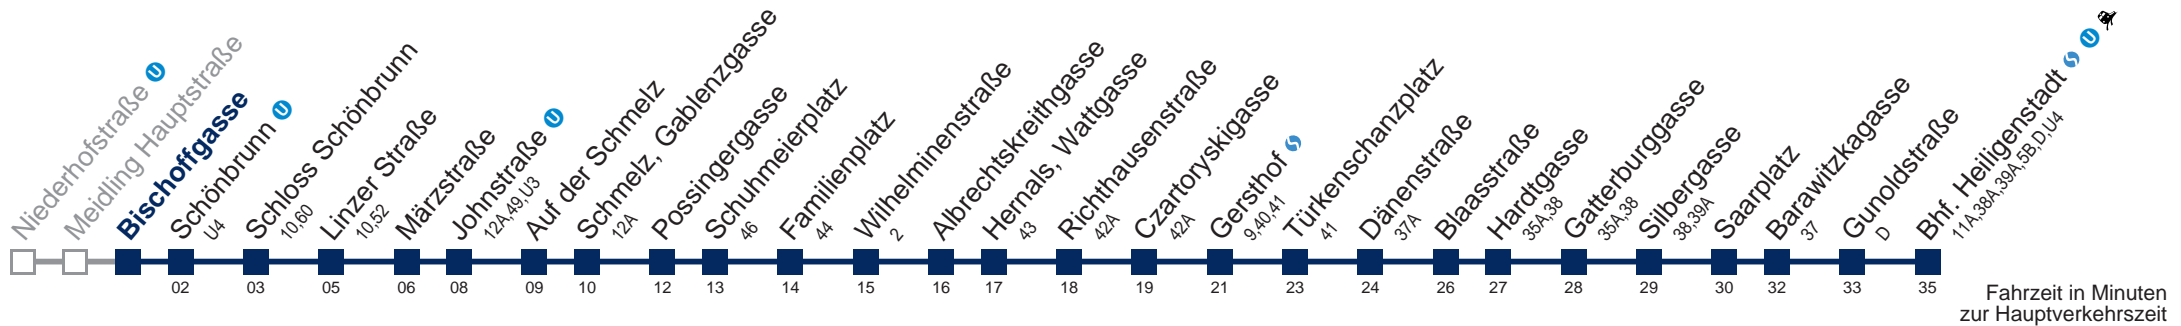 Niederhofstraße U
Meidling Hauptstraße
Bischoffgasse
Schönbrunn U
U4
Schloss Schönbrunn
10,60
Linzer Straße
10,52
Märzstraße
Johnstraße U
12A,49,U3
Auf der Schmelz
Schmelz, Gablenzgasse
12A
Possingergasse
Schuhmeierplatz
46
Familienplatz
44
Wilhelminenstraße
2
Albrechtskreithgasse
Hernals, Wattgasse
43
Richthausenstraße
42A
Czartoryskigasse
42A
Gersthof S
9,40,41
Türkenschanzplatz
41
Dänenstraße
37A
Blaasstraße
Hardtgasse
35A,38
Gatterburggasse
35A,38
Silbergasse
38,39A
Saarplatz
Barawitzkagasse
37
Gunoldstraße
D
Bhf. Heiligenstadt S U
11A,38A,39A,5B,D,U4
02 03 05 06 08 09 10 12 13 14 15 16 17 18 19 21 23 24 26 27 28 29 30 32 33 35
Fahrzeit in Minuten
zur Hauptverkehrszeit